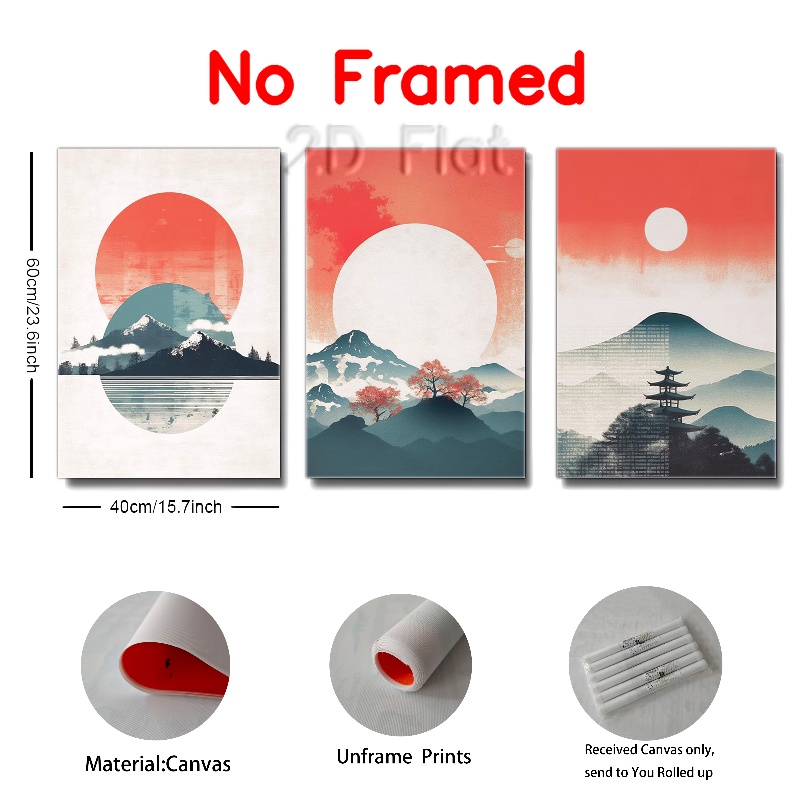 No Framed
2D Flat
60cm/23.6inch
40cm/15.7inch
Material:Canvas
Unframe Prints
Received Canvas only,
send to You Rolled up